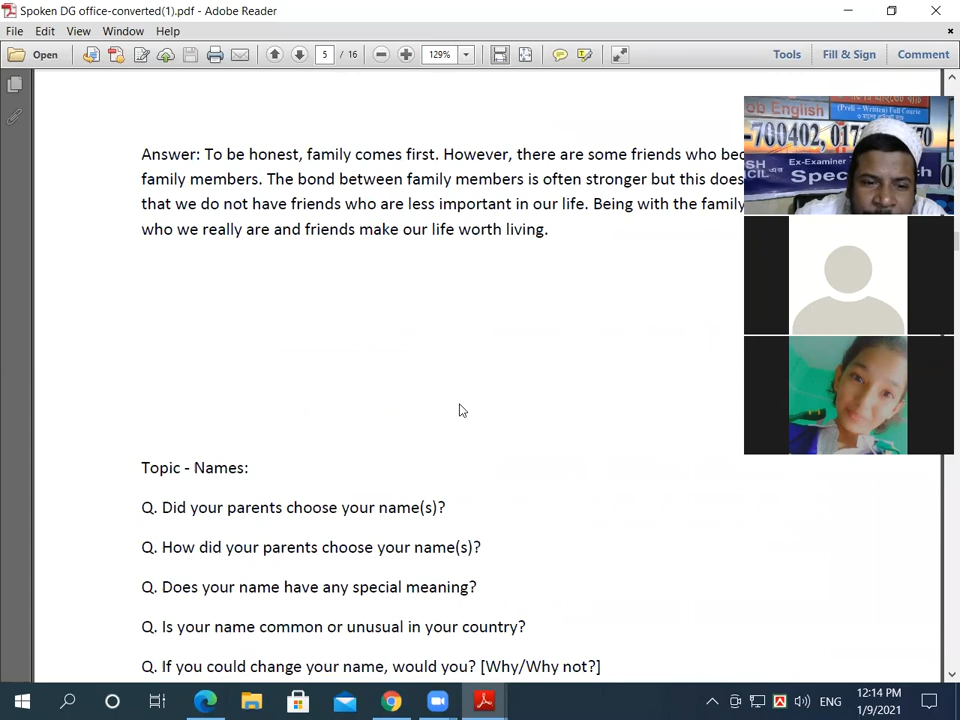 Spoken DG office-converted(1).pdf - Adobe Reader
File Edit View Window Help
Open 5 / 16 129% Tools Fill & Sign Comment
Answer: To be honest, family comes first. However, there are some friends who
family members. The bond between family members is often stronger but this does
that we do not have friends who are less important in our life. Being with the family
who we really are and friends make our life worth living.
ob English
(Preli + Written) Full Course
-700402, 017
70
Ex-Examiner
Spec
Topic - Names:
Q. Did your parents choose your name(s)?
Q. How did your parents choose your name(s)?
Q. Does your name have any special meaning?
Q. Is your name common or unusual in your country?
Q. If you could change your name, would you? [Why/Why not?]
ENG
12:14 PM
1/9/2021